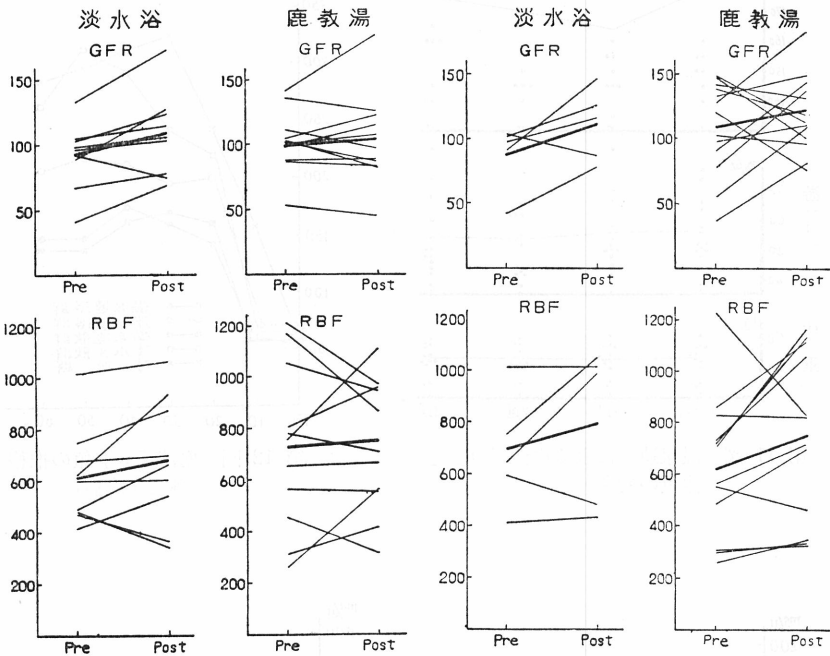 淡水浴 鹿教湯 淡水浴 鹿教湯
GFR GFR GFR GFR
150 150 150 150
100 100 100 100
50 50 50 50
Pre Post Pre Post Pre Post Pre Post
RBF RBF RBF RBF
1200 1200 1200 1200
1000 1000 1000 1000
800 800 800 800
600 600 600 600
400 400 400 400
200 200 200 200
Pre Post Pre Post Pre Post Pre Post